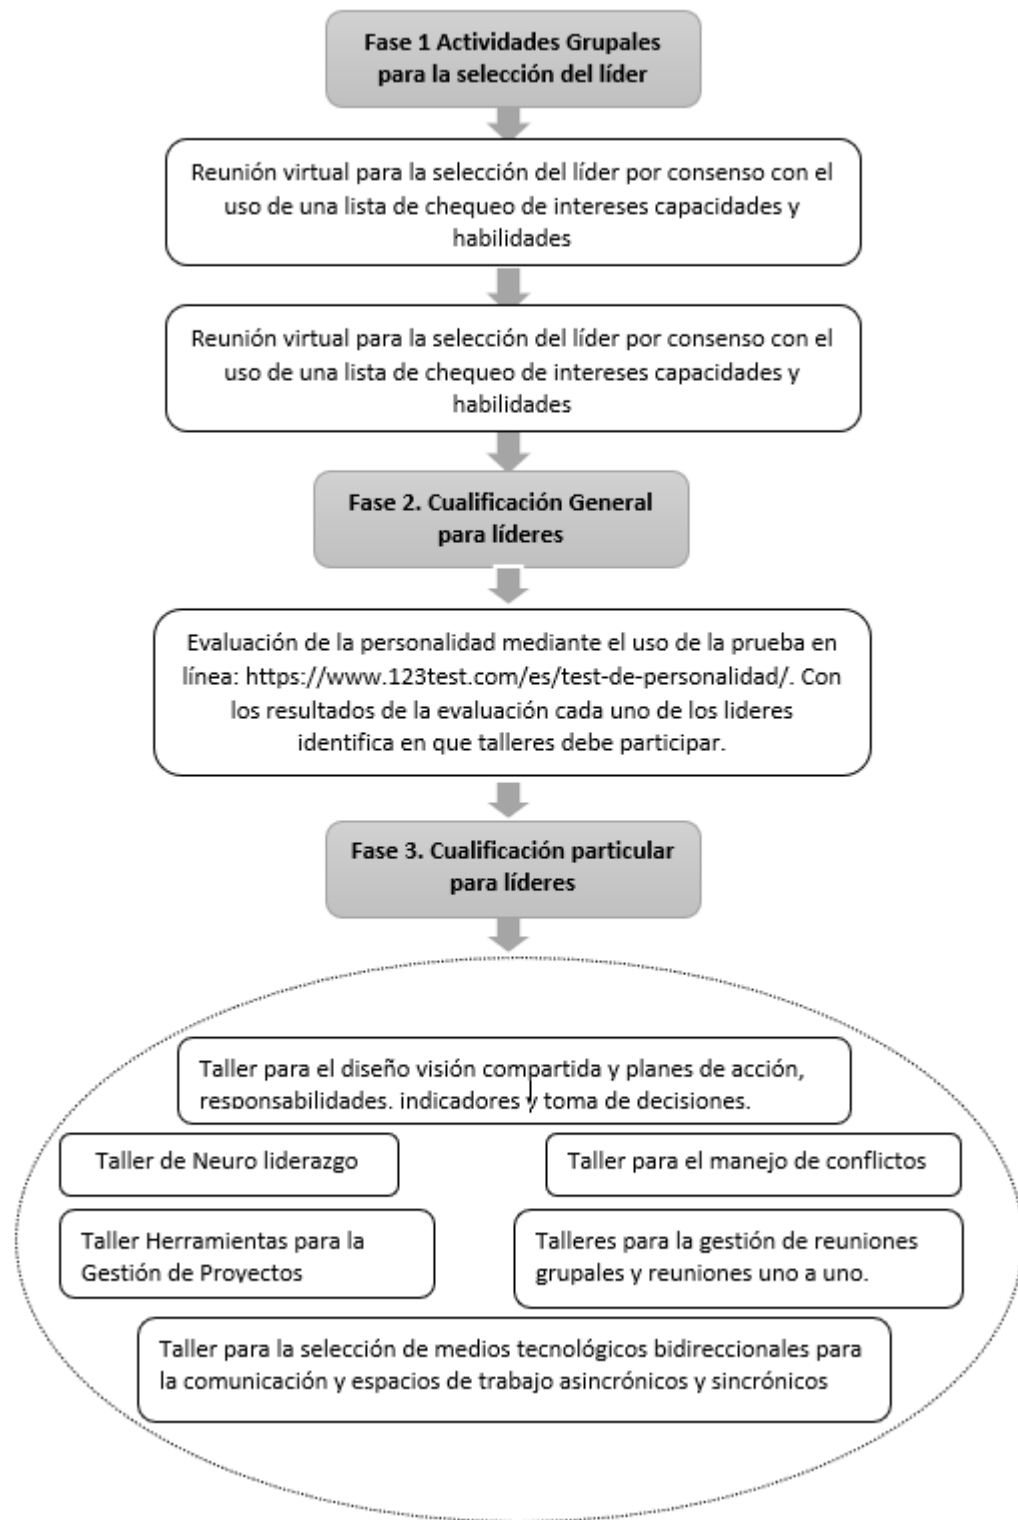 Fase 1 Actividades Grupales
para la selección del líder
Reunión virtual para la selección del líder por consenso con el
uso de una lista de chequeo de intereses capacidades y
habilidades
Reunión virtual para la selección del líder por consenso con el
uso de una lista de chequeo de intereses capacidades y
habilidades
Fase 2. Cualificación General
para líderes
Evaluación de la personalidad mediante el uso de la prueba en
línea: https://www.123test.com/es/test-de-personalidad/. Con
los resultados de la evaluación cada uno de los lideres
identifica en que talleres debe participar.
Fase 3. Cualificación particular
para líderes
Taller para el diseño visión compartida y planes de acción,
responsabilidades, indicadores y toma de decisiones.
Taller de Neuro liderazgo
Taller para el manejo de conflictos
Taller Herramientas para la
Gestión de Proyectos
Talleres para la gestión de reuniones
grupales y reuniones uno a uno.
Taller para la selección de medios tecnológicos bidireccionales para
la comunicación y espacios de trabajo asincrónicos y sincrónicos